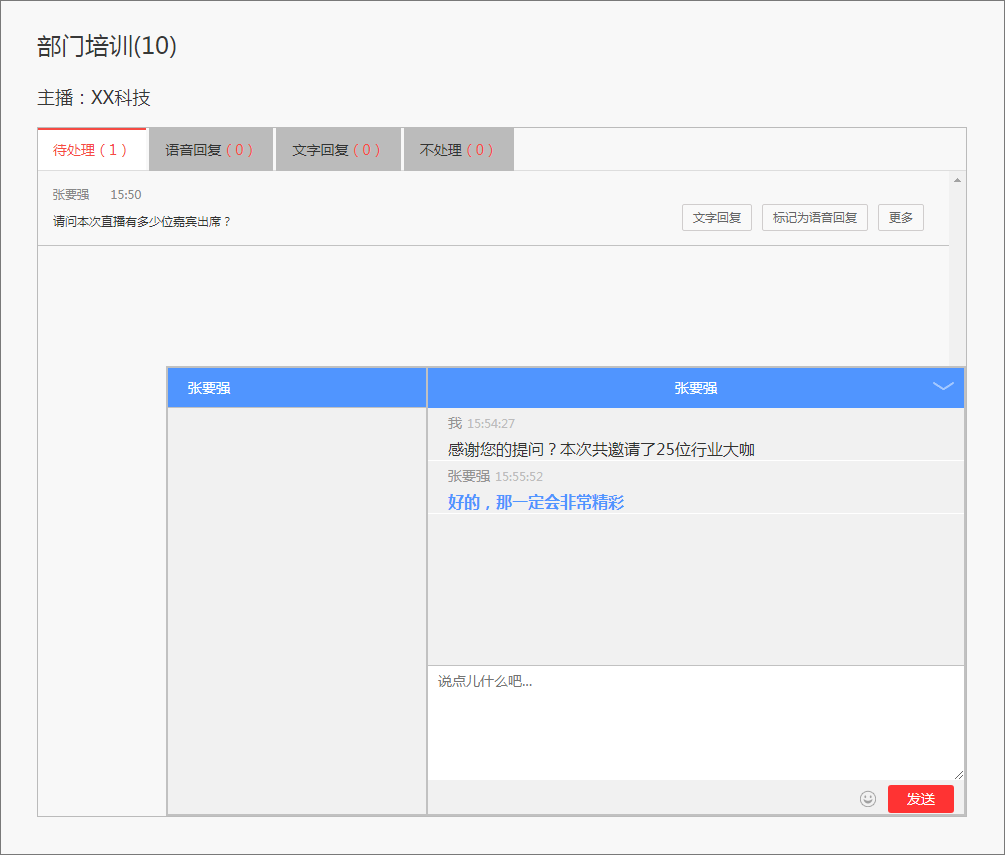 部门培训(10)
主播：XX科技
待处理（1） 语音回复（0） 文字回复（0） 不处理（0）
张要强 15:50
请问本次直播有多少位嘉宾出席？
文字回复 标记为语音回复 更多
张要强 张要强
我 15:54:27
感谢您的提问？本次共邀请了25位行业大咖
张要强 15:55:52
好的，那一定会非常精彩
说点儿什么吧...
发送